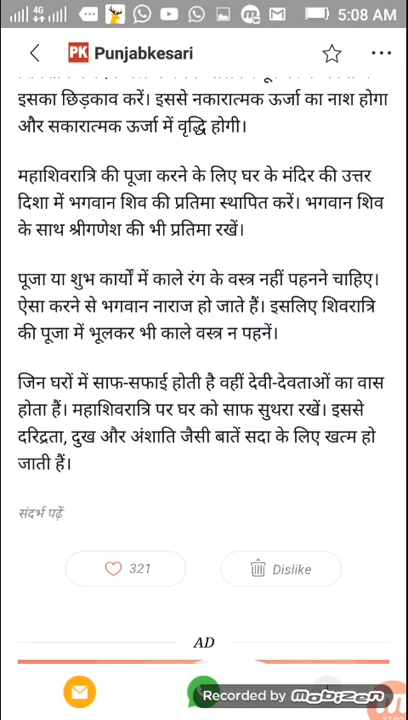 4G
5:08 AM
PK Punjabkesari
इसका छिड़काव करें। इससे नकारात्मक ऊर्जा का नाश होगा
और सकारात्मक ऊर्जा में वृद्धि होगी।
महाशिवरात्रि की पूजा करने के लिए घर के मंदिर की उत्तर
दिशा में भगवान शिव की प्रतिमा स्थापित करें। भगवान शिव
के साथ श्रीगणेश की भी प्रतिमा रखें।
पूजा या शुभ कार्यों में काले रंग के वस्त्र नहीं पहनने चाहिए।
ऐसा करने से भगवान नाराज हो जाते हैं। इसलिए शिवरात्रि
की पूजा में भूलकर भी काले वस्त्र न पहनें।
जिन घरों में साफ-सफाई होती है वहीं देवी-देवताओं का वास
होता हैं। महाशिवरात्रि पर घर को साफ सुथरा रखें। इससे
दरिद्रता, दुख और अंशाति जैसी बातें सदा के लिए खत्म हो
जाती हैं।
संदर्भ पढ़ें
321
Dislike
AD
Recorded by mobizen